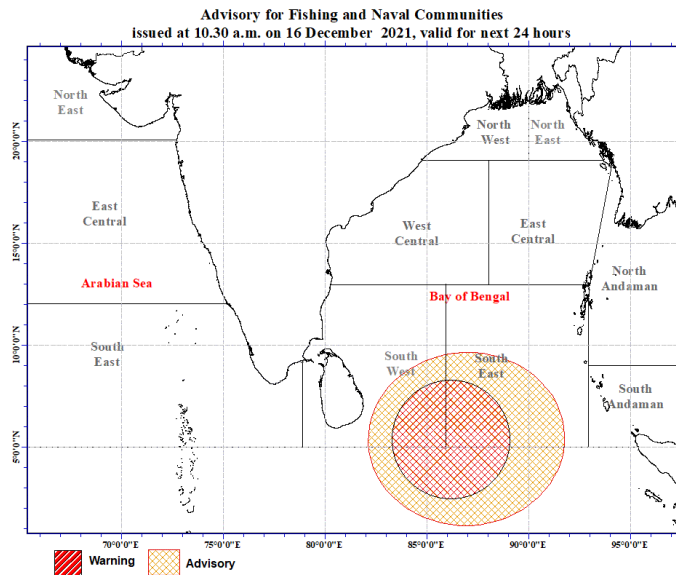 Advisory for Fishing and Naval Communities
issued at 10.30 a.m. on 16 December 2021, valid for next 24 hours
North
East
North
West
North
East
20°0'0"N
East
Central
West
Central
East
Central
15°0'0"N
North
Andaman
Arabian Sea
Bay of Bengal
10°0'0"N
South
East
South
West
South
East
South
Andaman
5°0'0"N
70°0'0"E
75°0'0"E
80°0'0"E
85°0'0"E
90°0'0"E
95°0'0"E
Warning
Advisory